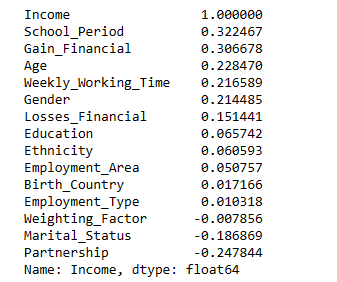 Income 1.000000
School_Period 0.322467
Gain_Financial 0.306678
Age 0.228470
Weekly_Working_Time 0.216589
Gender 0.214485
Losses_Financial 0.151441
Education 0.065742
Ethnicity 0.060593
Employment_Area 0.050757
Birth_Country 0.017166
Employment_Type 0.010318
Weighting_Factor -0.007856
Marital_Status -0.186869
Partnership -0.247844
Name: Income, dtype: float64